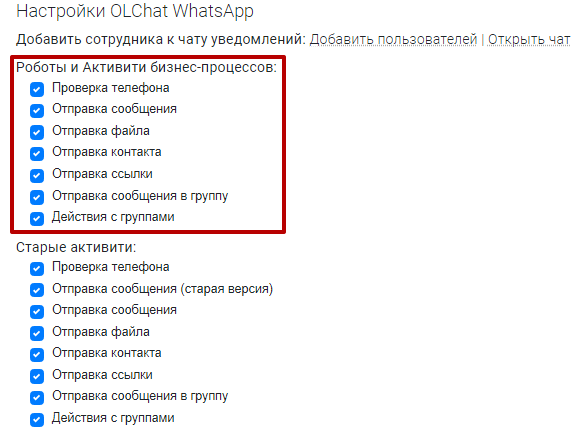 Настройки OLChat WhatsApp
Добавить сотрудника к чату уведомлений: Добавить пользователей | Открыть чат
Роботы и Активити бизнес-процессов:
Проверка телефона
Отправка сообщения
Отправка файла
Отправка контакта
Отправка ссылки
Отправка сообщения в группу
Действия с группами
Старые активити:
Проверка телефона
Отправка сообщения (старая версия)
Отправка сообщения
Отправка файла
Отправка контакта
Отправка ссылки
Отправка сообщения в группу
Действия с группами